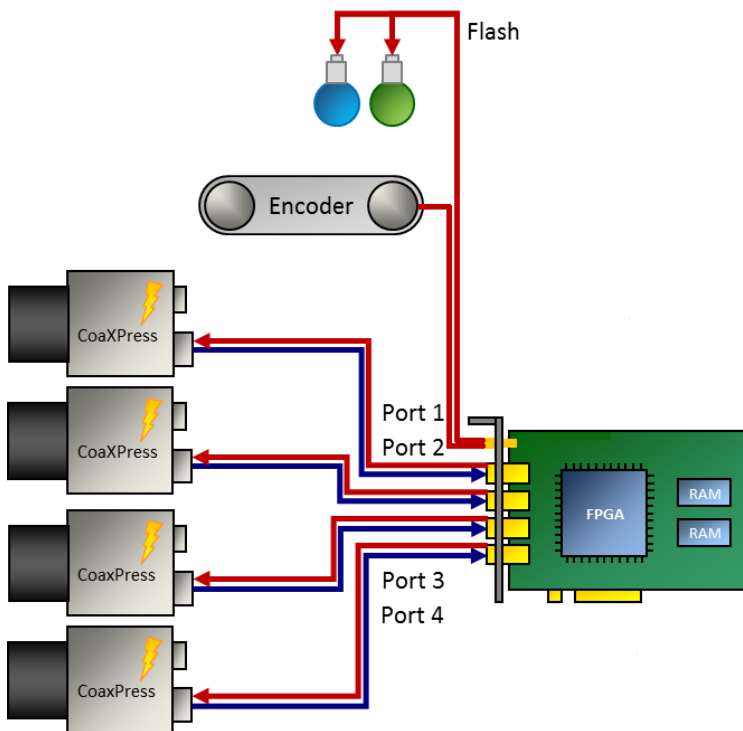 Flash
Encoder
CoaXPress
Port 1
CoaXPress
Port 2
RAM
FPGA
RAM
CoaxPress
Port 3
Port 4
CoaxPress